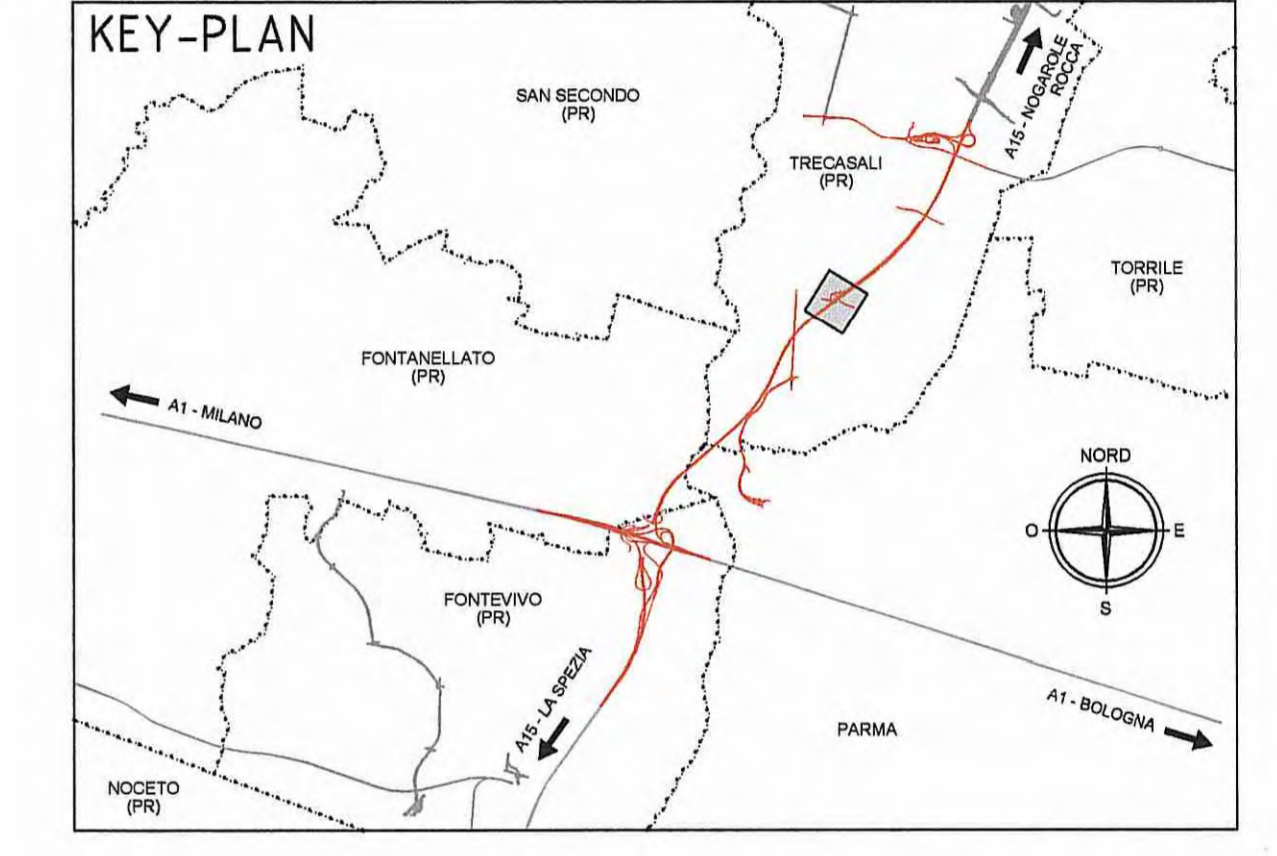 KEY-PLAN
SAN SECONDO
(PR)
A15 - NOGAROLE
ROCCA
TRECASALI
(PR)
TORRILE
(PR)
FONTANELLATO
(PR)
A1 - MILANO
NORD
O
E
S
FONTEVIVO
(PR)
A15 - LA SPEZIA
A1 - BOLOGNA
PARMA
NOCETO
(PR)